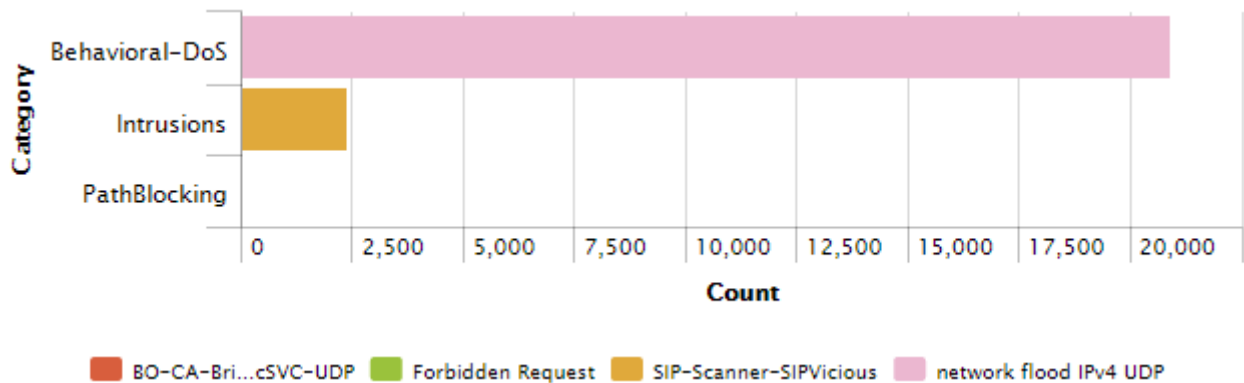 Category
Behavioral-DoS
Intrusions
PathBlocking
0 2,500 5,000 7,500 10,000 12,500 15,000 17,500 20,000
Count
BO-CA-Bri...cSVC-UDP Forbidden Request SIP-Scanner-SIPVicious network flood IPv4 UDP